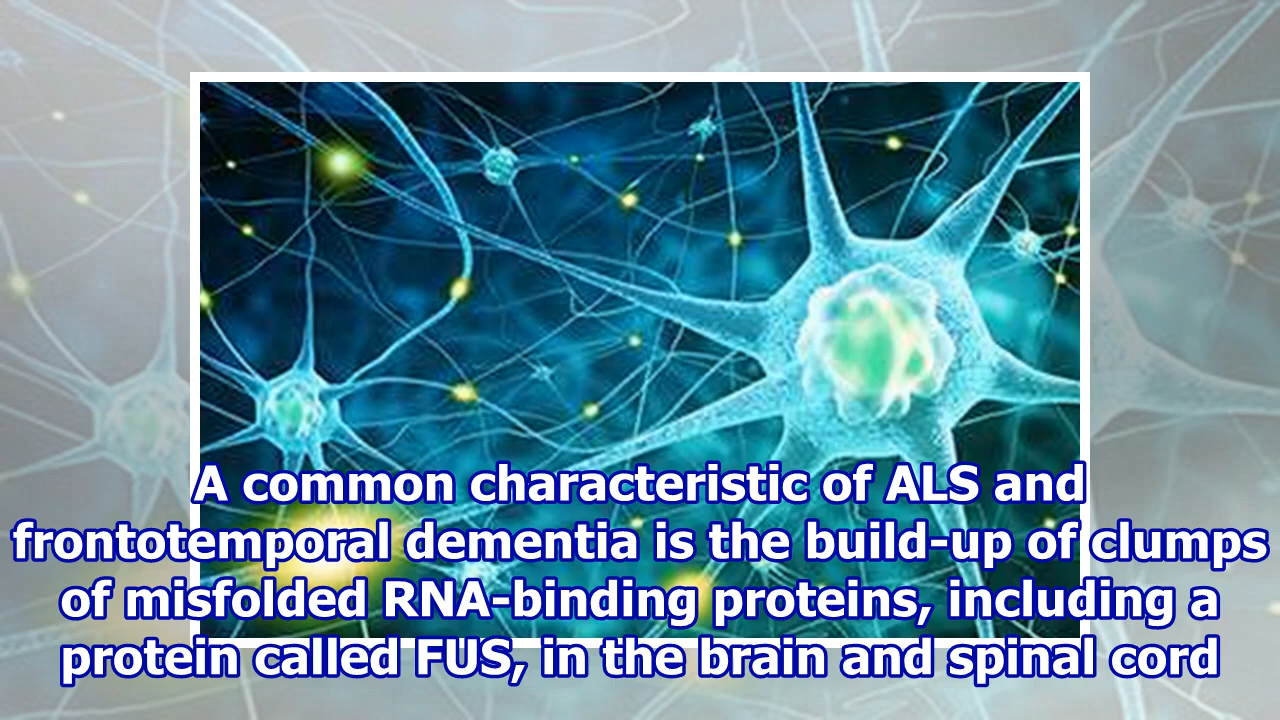 A common characteristic of ALS and
frontotemporal dementia is the build-up of clumps
of misfolded RNA-binding proteins, including a
protein called FUS, in the brain and spinal cord